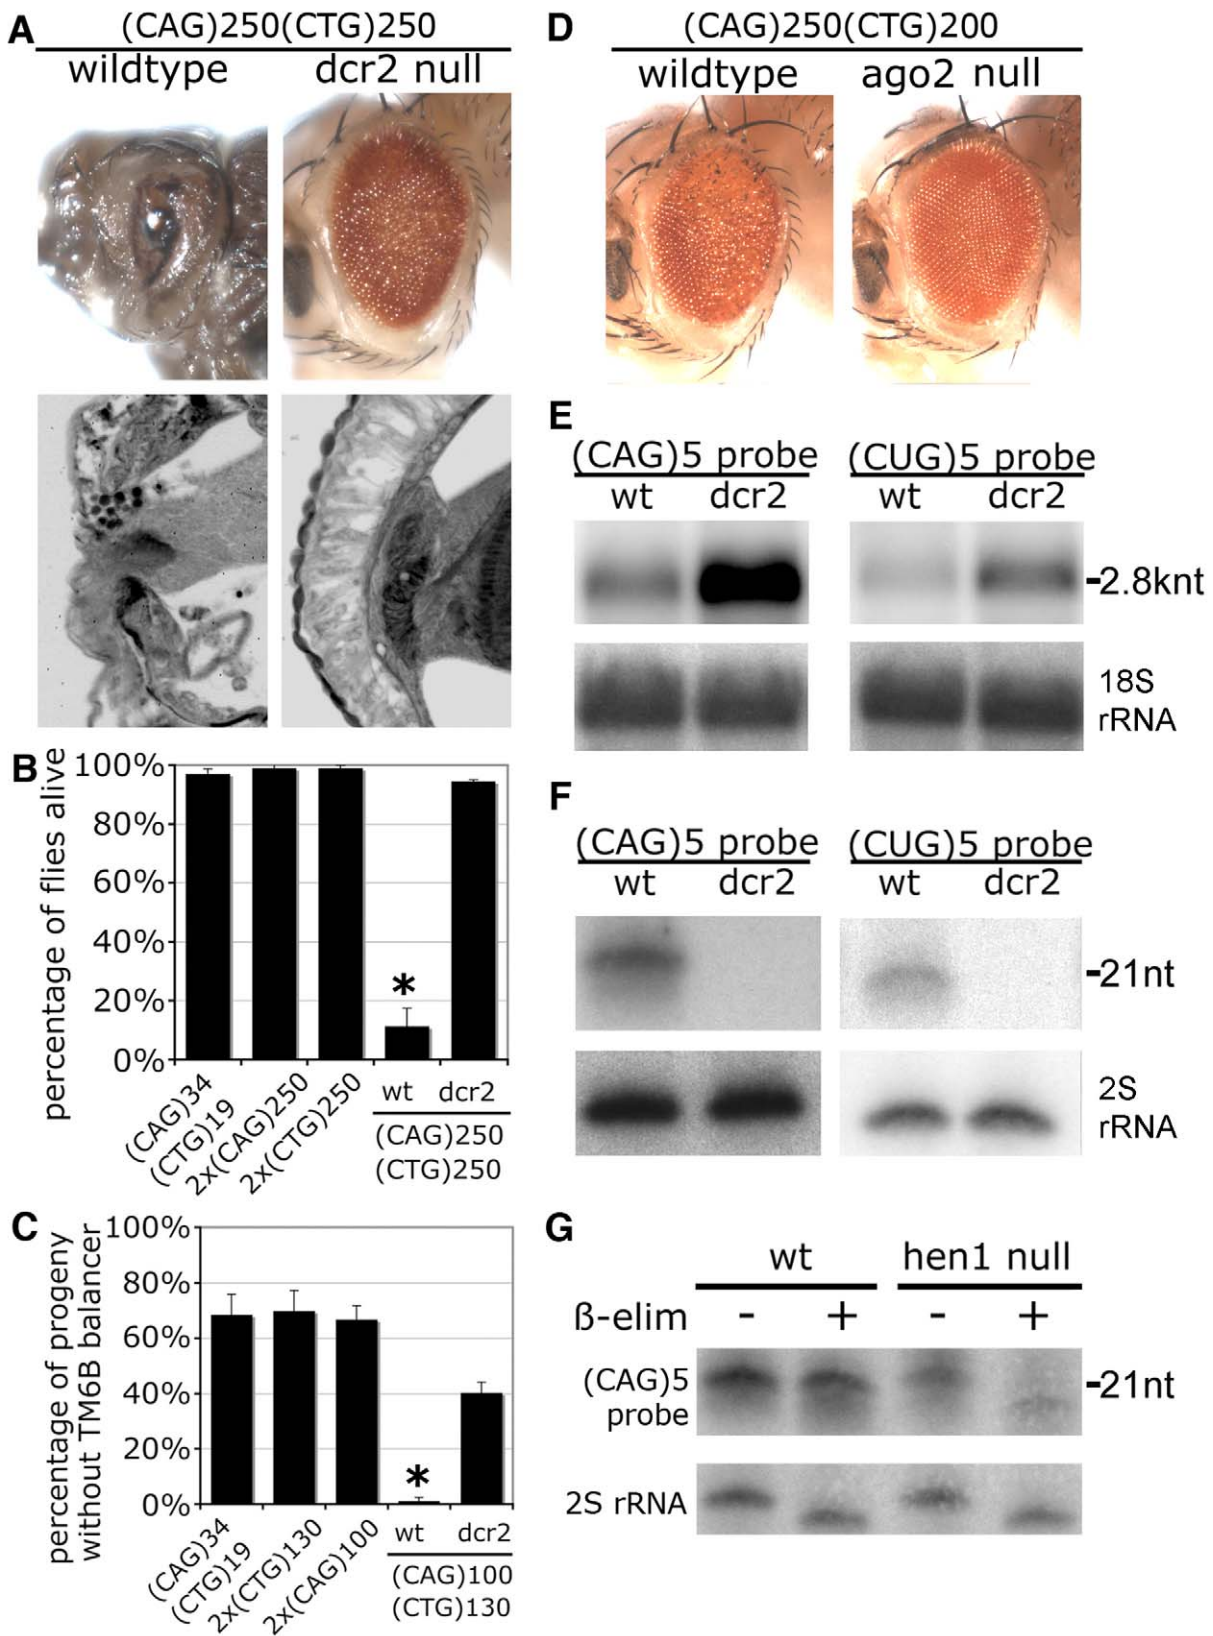 A
(CAG)250(CTG)250
wildtype
dcr2 null
B
percentage of flies alive
100%
80%
60%
40%
20%
0%
*
(CAG)34
(CTG)19
2x(CAG)250
2x(CTG)250
wt
dcr2
(CAG)250
(CTG)250
C
percentage of progeny
without TM6B balancer
100%
80%
60%
40%
20%
0%
*
(CAG)34
(CTG)19
2x(CTG)130
2x(CAG)100
wt
dcr2
(CAG)100
(CTG)130
D
(CAG)250(CTG)200
wildtype
ago2 null
E
(CAG)5 probe
wt
dcr2
(CUG)5 probe
wt
dcr2
-2.8knt
18S
rRNA
F
(CAG)5 probe
wt
dcr2
(CUG)5 probe
wt
dcr2
-21nt
2S
rRNA
G
wt
hen1 null
ß-elim - + - +
(CAG)5
probe
-21nt
2S rRNA